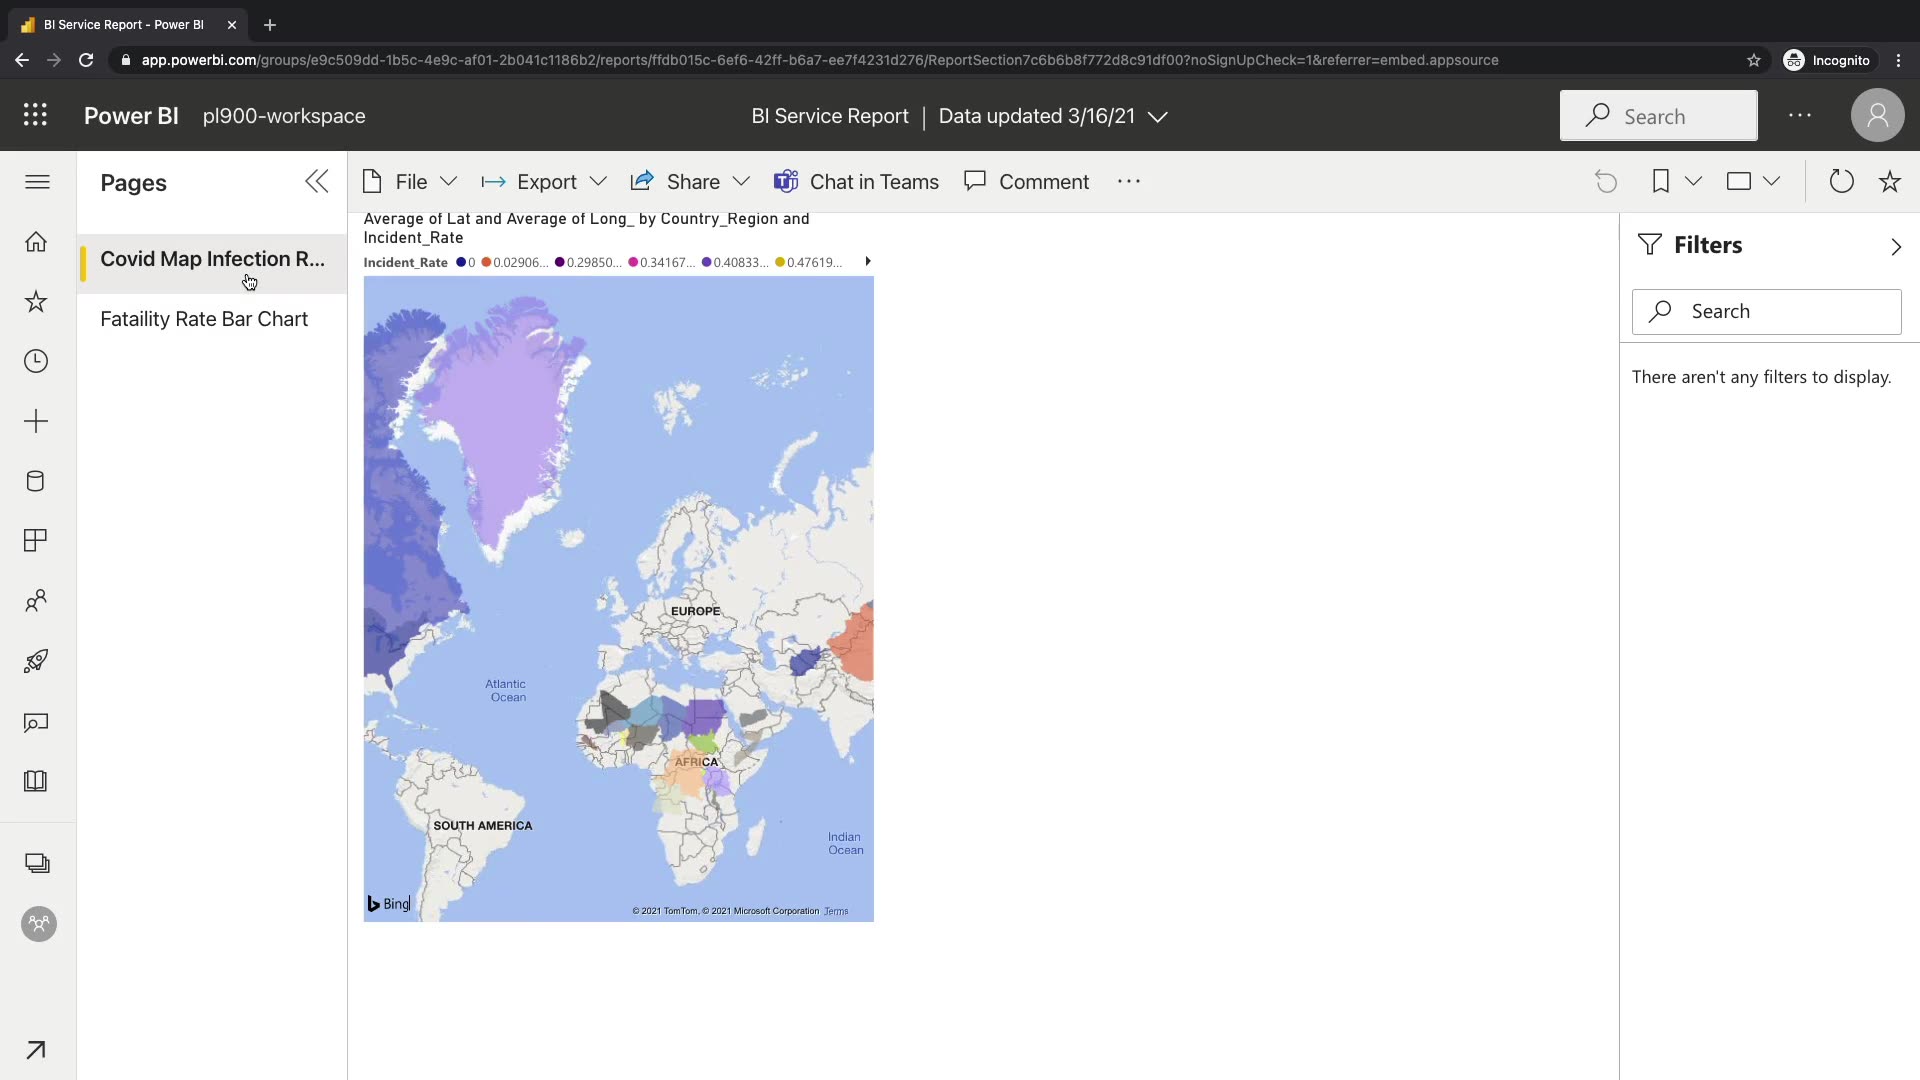 BI Service Report - Power BI
app.powerbi.com/groups/e9c509dd-1b5c-4e9c-af01-2b041c1186b2/reports/ffdb015c-6ef6-42ff-b6a7-ee7f4231d276/ReportSection7c6b6b8f772d8c91df00?noSignUpCheck=1&referrer=embed.appsource
Incognito
Power BI pl900-workspace
BI Service Report | Data updated 3/16/21
Search
Pages
File Export Share Chat in Teams Comment
Covid Map Infection R...
Fataility Rate Bar Chart
Average of Lat and Average of Long_ by Country_Region and
Incident_Rate
Incident_Rate 0 0.02906... 0.29850... 0.34167... 0.40833... 0.47619...
EUROPE
Atlantic
Ocean
AFRICA
SOUTH AMERICA
Indian
Ocean
Bing
© 2021 TomTom, © 2021 Microsoft Corporation Terms
Filters
Search
There aren't any filters to display.